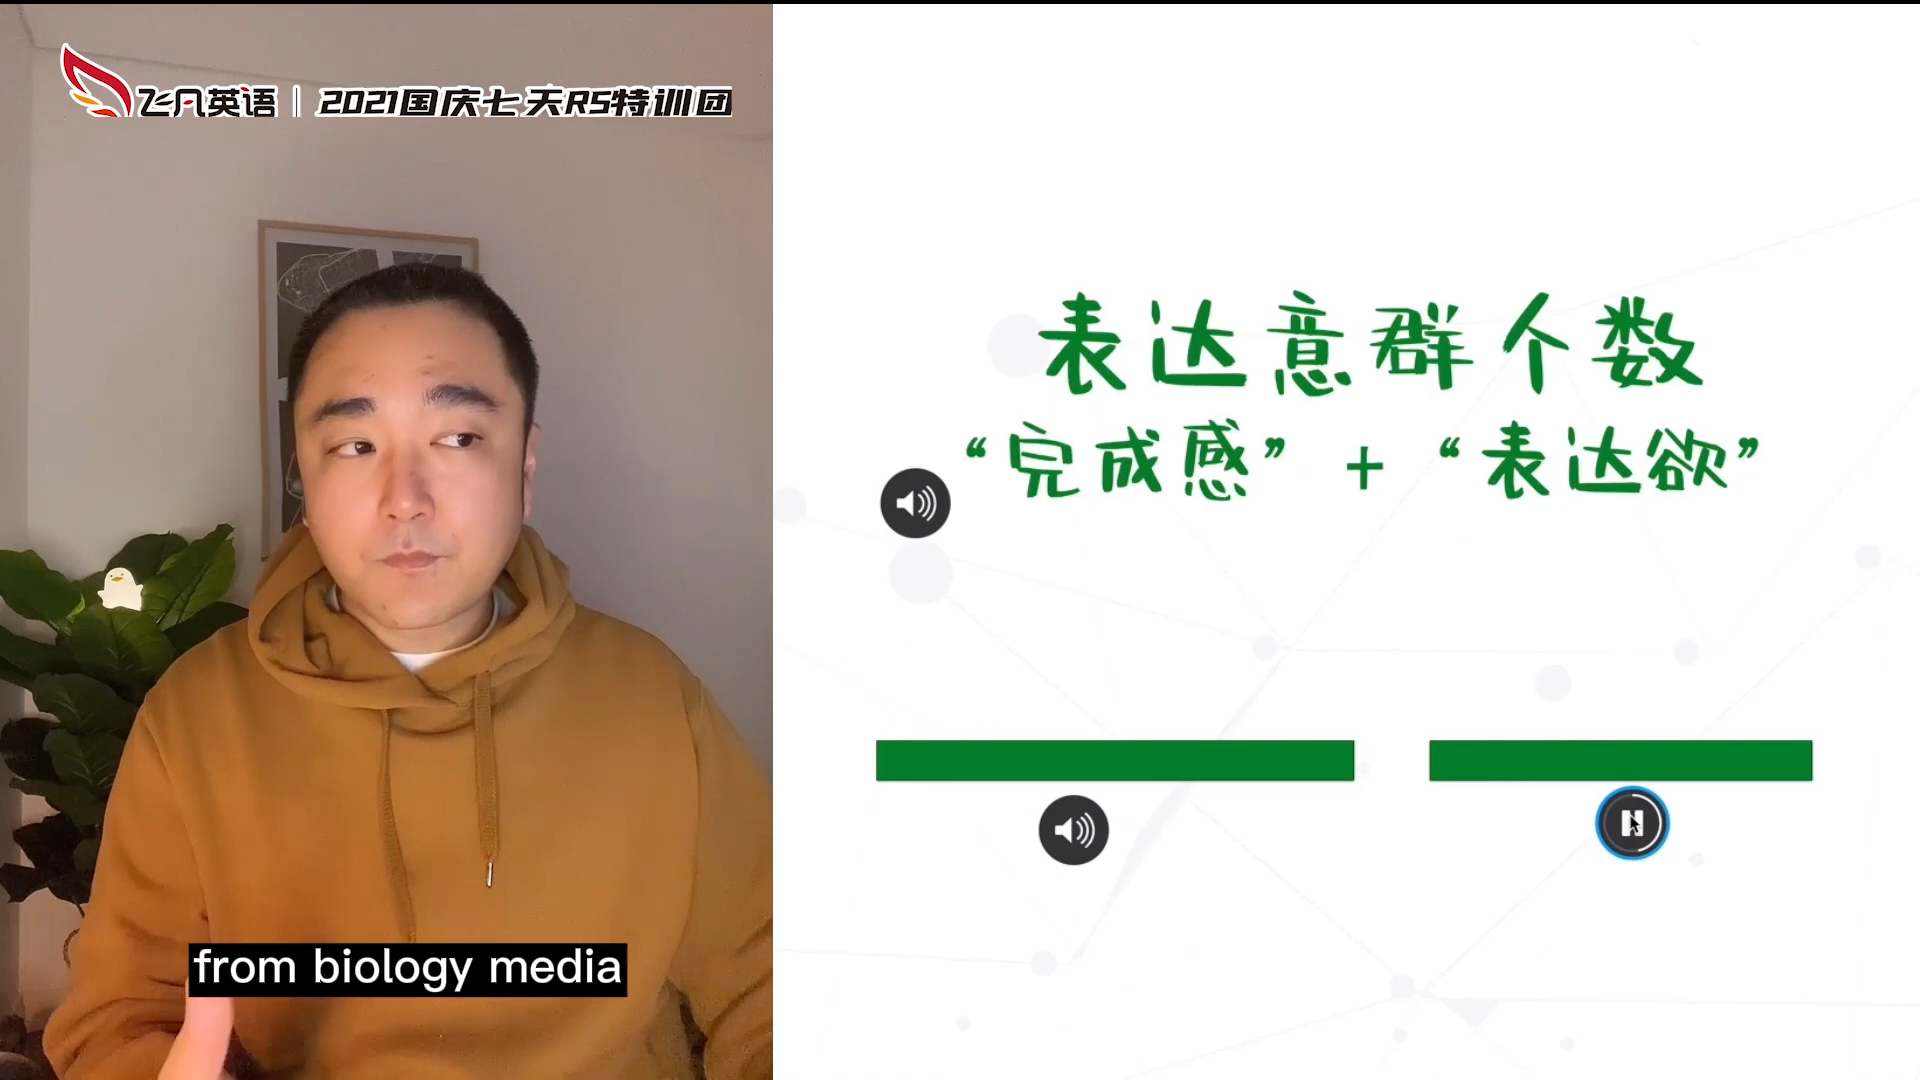 飞凡英语 | 2021国庆七天RS特训团
表达意群个数
“完成感” + “表达欲”
from biology media